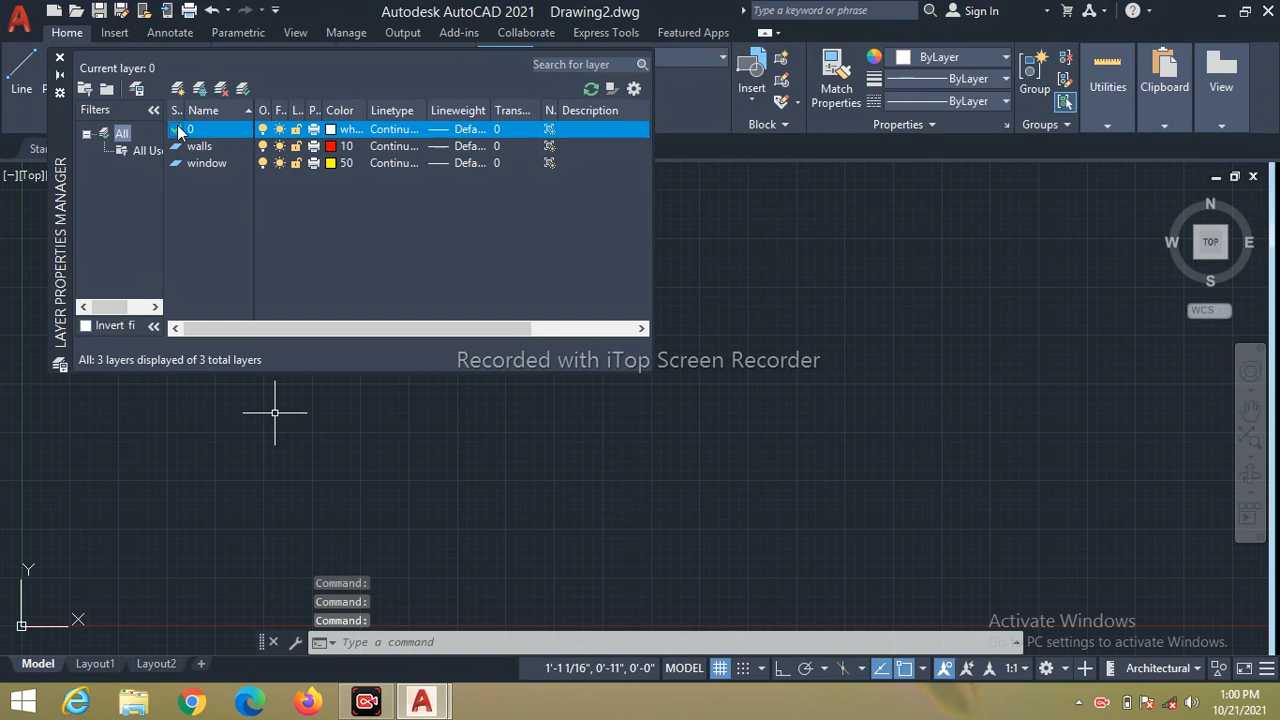 Autodesk AutoCAD 2021 Drawing2.dwg
Type a keyword or phrase
Sign In
Home Insert Annotate Parametric View Manage Output Add-ins Collaborate Express Tools Featured Apps
Line
Insert
Match
Properties
ByLayer
ByLayer
ByLayer
Group
Utilities
Clipboard
View
Block
Properties
Groups
Current layer: 0
Search for layer
Filters
S.. Name O. F.. L.. P.. Color Linetype Lineweight Trans... N. Description
All
All Use
0 wh... Continu... Defa... 0
walls 10 Continu... Defa... 0
window 50 Continu... Defa... 0
Invert fi
All: 3 layers displayed of 3 total layers
LAYER PROPERTIES MANAGER
Star
[−][Top]
N
W TOP E
S
WCS
Recorded with iTop Screen Recorder
Y
X
Command:
Command:
Command:
Type a command
Activate Windows
Go to PC settings to activate Windows.
Model Layout1 Layout2
1'-1 1/16", 0'-11", 0'-0" MODEL 1:1 Architectural
1:00 PM
10/21/2021